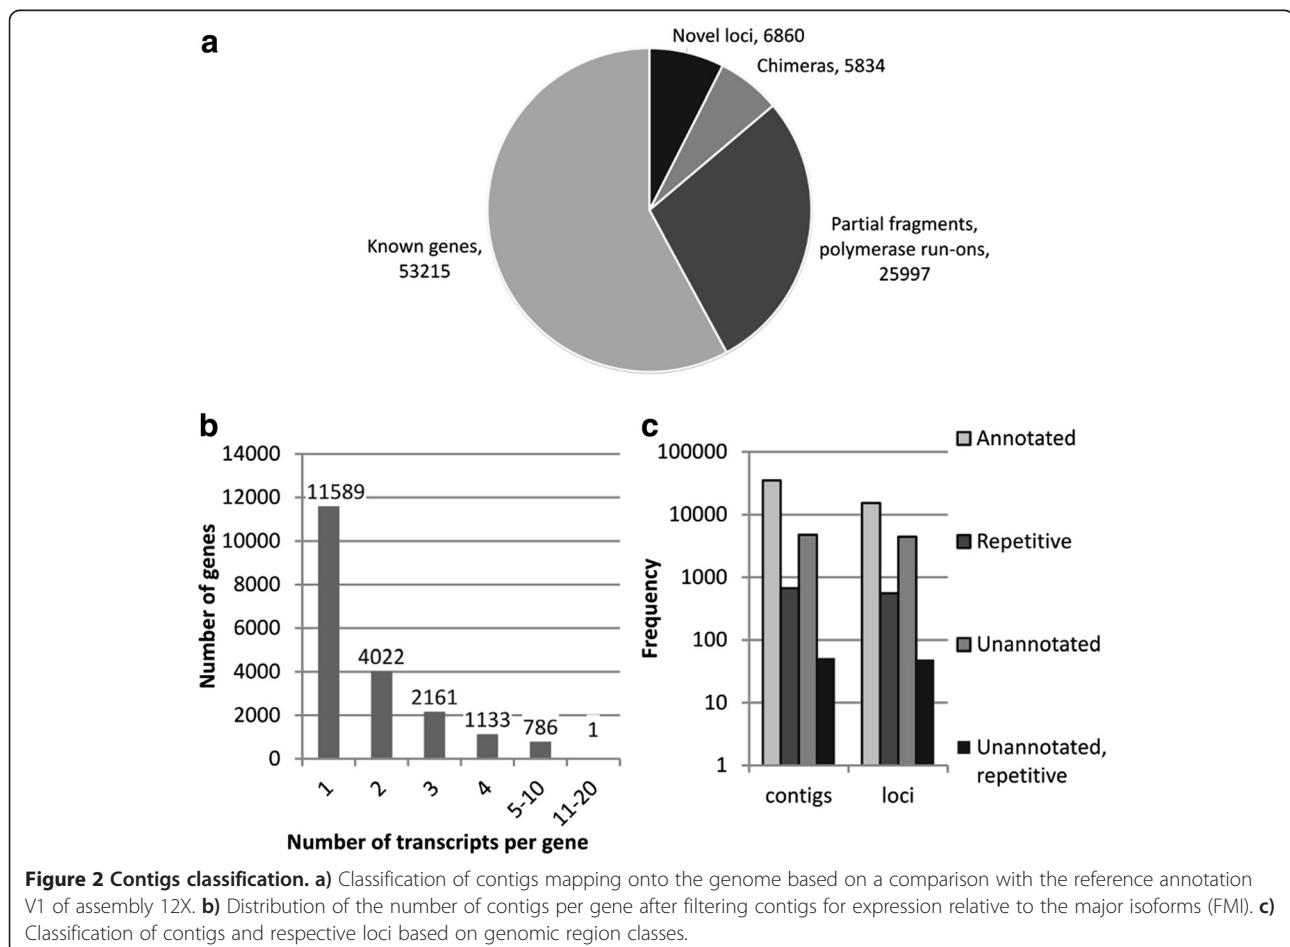 a
Novel loci, 6860
Chimeras, 5834
Partial fragments,
polymerase run-ons,
25997
Known genes,
53215
b
Number of genes
14000
12000
10000
8000
6000
4000
2000
0
11589
4022
2161
1133
786
1
1
2
3
4
5-10
11-20
Number of transcripts per gene
c
Frequency
100000
10000
1000
100
10
1
contigs
loci
Annotated
Repetitive
Unannotated
Unannotated,
repetitive
Figure 2 Contigs classification. a) Classification of contigs mapping onto the genome based on a comparison with the reference annotation
V1 of assembly 12X. b) Distribution of the number of contigs per gene after filtering contigs for expression relative to the major isoforms (FMI). c)
Classification of contigs and respective loci based on genomic region classes.